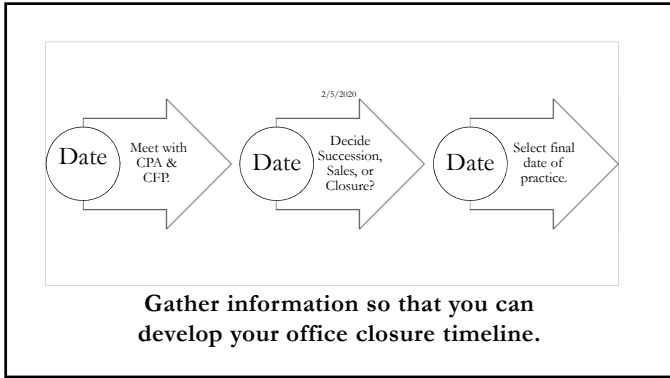 2/5/2020
Date
Meet with
CPA &
CFP.
Date
Decide
Succession,
Sales, or
Closure?
Date
Select final
date of
practice.
Gather information so that you can
develop your office closure timeline.